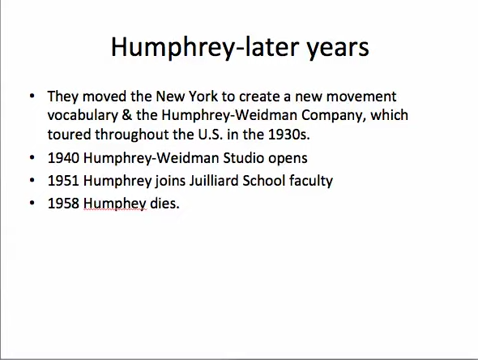 Humphrey-later years
• They moved the New York to create a new movement
vocabulary & the Humphrey-Weidman Company, which
toured throughout the U.S. in the 1930s.
• 1940 Humphrey-Weidman Studio opens
• 1951 Humphrey joins Juilliard School faculty
• 1958 Humphey dies.